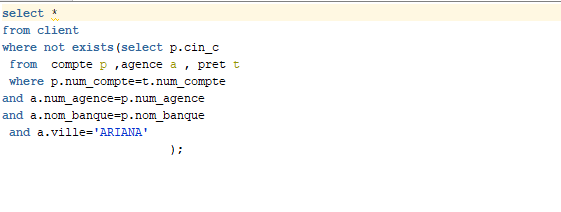 select *
from client
where not exists(select p.cin_c
from compte p ,agence a , pret t
where p.num_compte=t.num_compte
and a.num_agence=p.num_agence
and a.nom_banque=p.nom_banque
and a.ville='ARIANA'
);